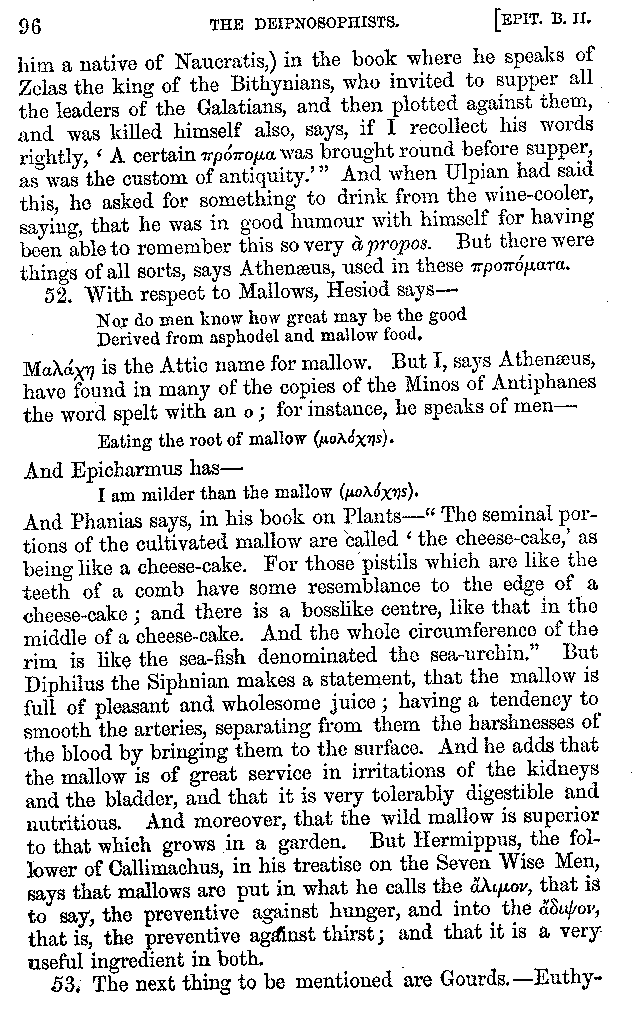 96 THE DEIPNOSOPHISTS. [EPIT. B. II.
him a native of Naucratis,) in the book where he speaks of
Zelas the king of the Bithynians, who invited to supper all
the leaders of the Galatians, and then plotted against them,
and was killed himself also, says, if I recollect his words
rightly, ‘ A certain πρόπομα was brought round before supper,
as was the custom of antiquity.’” And when Ulpian had said
this, he asked for something to drink from the wine-cooler,
saying, that he was in good humour with himself for having
been able to remember this so very à propos. But there were
things of all sorts, says Athenæus, used in these προπόματα.
52. With respect to Mallows, Hesiod says—
Nor do men know how great may be the good
Derived from asphodel and mallow food.
Μαλάχη is the Attic name for mallow. But I, says Athenæus,
have found in many of the copies of the Minos of Antiphanes
the word spelt with an o ; for instance, he speaks of men—
Eating the root of mallow (μολόχης).
And Epicharmus has—
I am milder than the mallow (μολόχης).
And Phanias says, in his book on Plants—“ The seminal por-
tions of the cultivated mallow are called ‘ the cheese-cake,’ as
being like a cheese-cake. For those pistils which are like the
teeth of a comb have some resemblance to the edge of a
cheese-cake ; and there is a bosslike centre, like that in the
middle of a cheese-cake. And the whole circumference of the
rim is like the sea-fish denominated the sea-urchin.” But
Diphilus the Siphnian makes a statement, that the mallow is
full of pleasant and wholesome juice ; having a tendency to
smooth the arteries, separating from them the harshnesses of
the blood by bringing them to the surface. And he adds that
the mallow is of great service in irritations of the kidneys
and the bladder, and that it is very tolerably digestible and
nutritious. And moreover, that the wild mallow is superior
to that which grows in a garden. But Hermippus, the fol-
lower of Callimachus, in his treatise on the Seven Wise Men,
says that mallows are put in what he calls the ἄλιμον, that is
to say, the preventive against hunger, and into the ἄδιψον,
that is, the preventive against thirst ; and that it is a very
useful ingredient in both.
53. The next thing to be mentioned are Gourds.—Euthy-